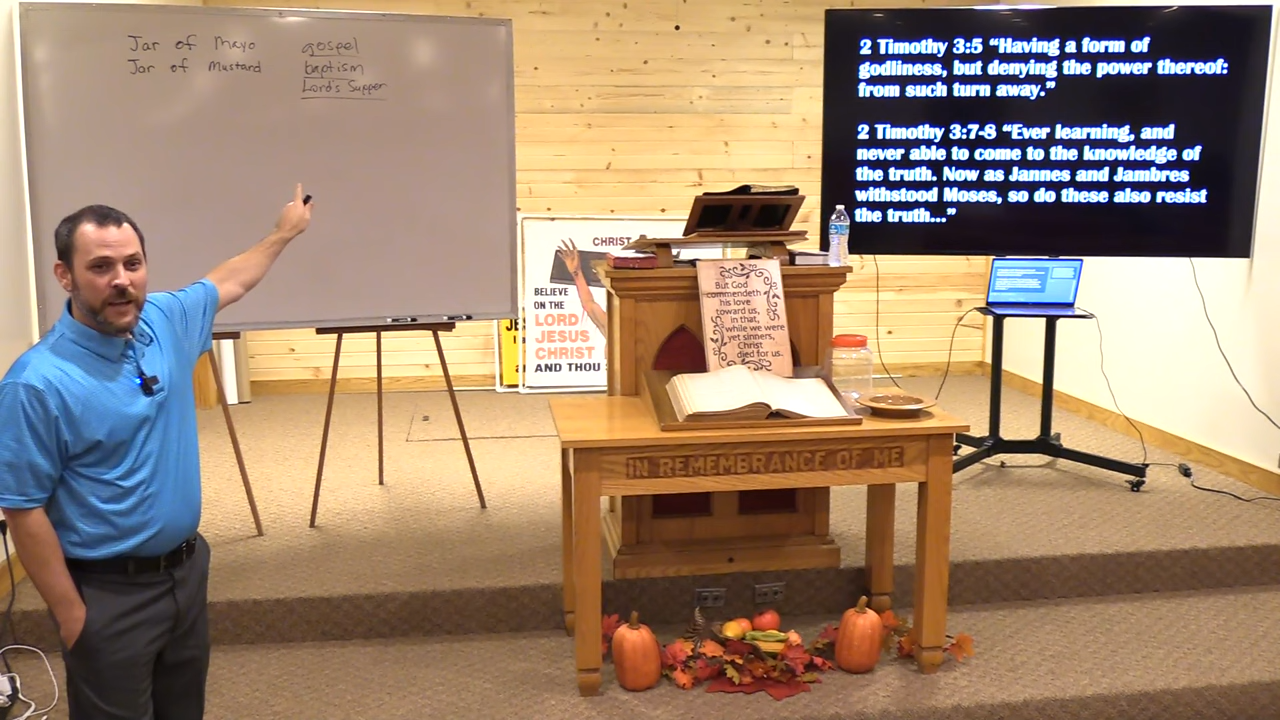 Jar of Mayo
Jar of Mustard
gospel
baptism
Lord's Supper
2 Timothy 3:5 “Having a form of
godliness, but denying the power thereof:
from such turn away.”
2 Timothy 3:7-8 “Ever learning, and
never able to come to the knowledge of
the truth. Now as Jannes and Jambres
withstood Moses, so do these also resist
the truth...”
CHRIST
BELIEVE
ON THE
LORD
JESUS
CHRIST
AND THOU
But God
commendeth
his love
toward us,
in that,
while we were
yet sinners,
Christ
died for us.
IN REMEMBRANCE OF ME